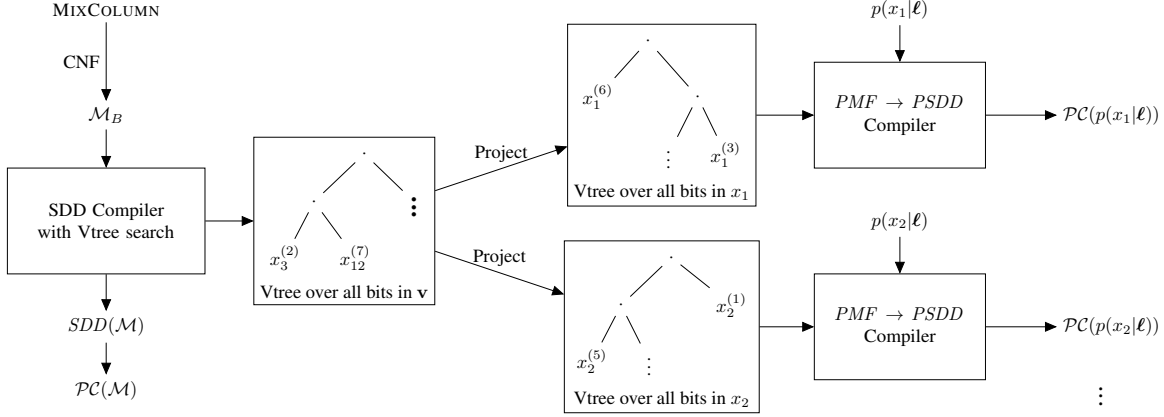 MIXCOLUMN
CNF
𝓜_B
SDD Compiler
with Vtree search
SDD(𝓜)
𝒫𝒞(𝓜)
x_3^{(2)} x_{12}^{(7)}
⋮
Vtree over all bits in v
Project
Project
x_1^{(6)}
⋮ x_1^{(3)}
Vtree over all bits in x_1
x_2^{(1)}
x_2^{(5)} ⋮
Vtree over all bits in x_2
p(x_1|ℓ)
PMF → PSDD
Compiler
𝒫𝒞(p(x_1|ℓ))
p(x_2|ℓ)
PMF → PSDD
Compiler
𝒫𝒞(p(x_2|ℓ))
⋮